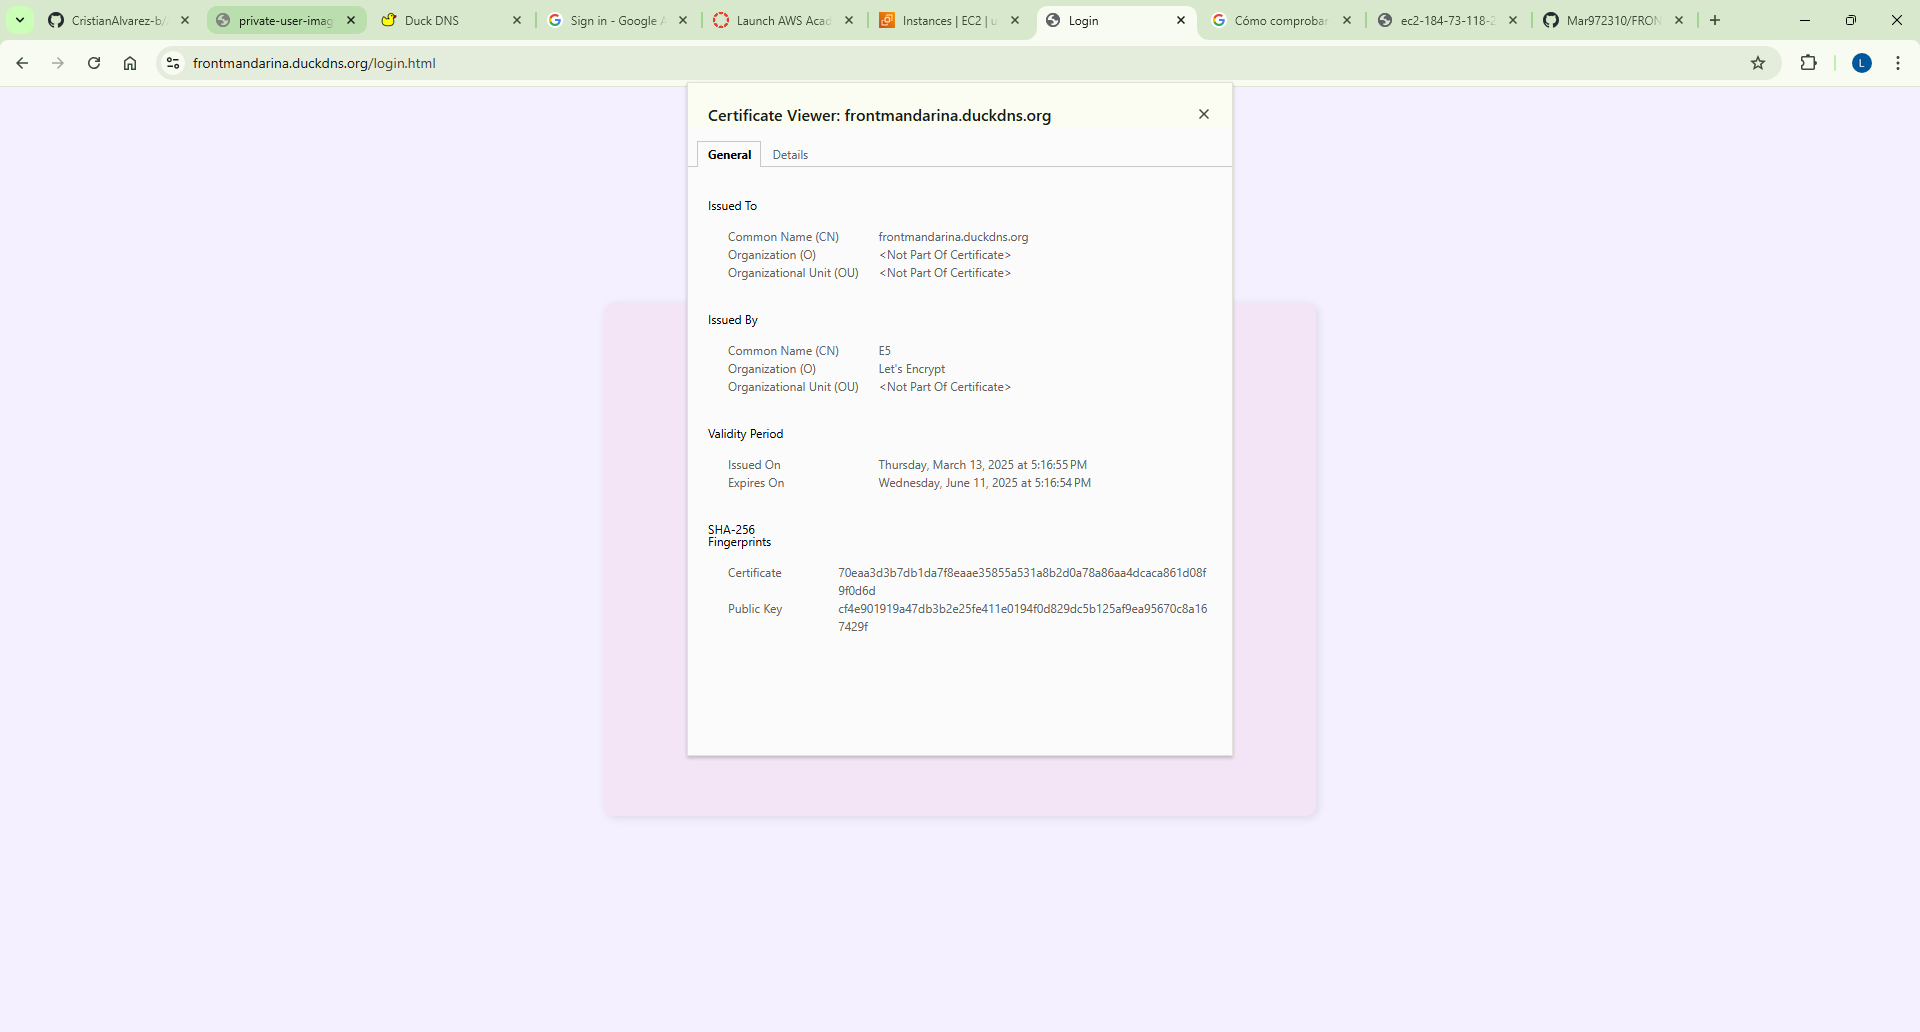 CristianAlvarez-b/
private-user-imag
Duck DNS
Sign in - Google A
Launch AWS Acad
Instances | EC2 | u
Login
Cómo comprobar
ec2-184-73-118-2
Mar972310/FRON
frontmandarina.duckdns.org/login.html
L
Certificate Viewer: frontmandarina.duckdns.org
General
Details
Issued To
Common Name (CN) frontmandarina.duckdns.org
Organization (O) <Not Part Of Certificate>
Organizational Unit (OU) <Not Part Of Certificate>
Issued By
Common Name (CN) E5
Organization (O) Let's Encrypt
Organizational Unit (OU) <Not Part Of Certificate>
Validity Period
Issued On Thursday, March 13, 2025 at 5:16:55 PM
Expires On Wednesday, June 11, 2025 at 5:16:54 PM
SHA-256
Fingerprints
Certificate 70eaa3d3b7db1da7f8eaae35855a531a8b2d0a78a86aa4dcaca861d08f
9f0d6d
Public Key cf4e901919a47db3b2e25fe411e0194f0d829dc5b125af9ea95670c8a16
7429f